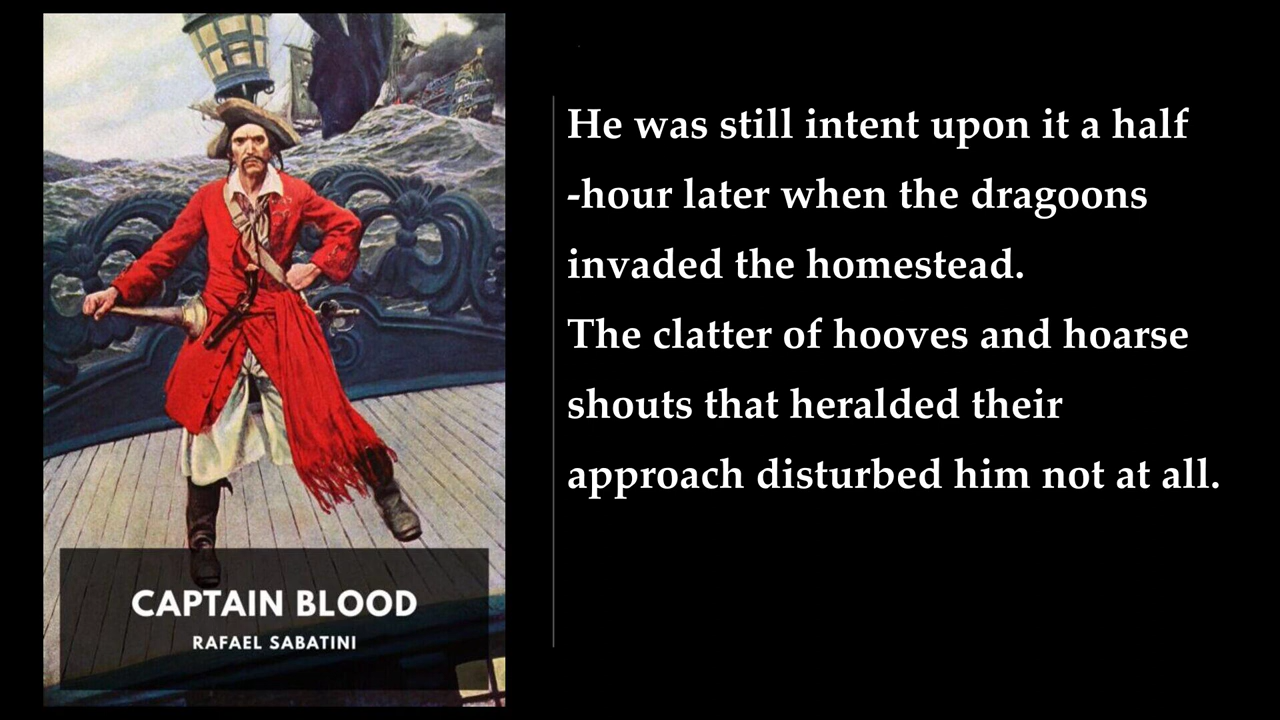 CAPTAIN BLOOD
RAFAEL SABATINI
He was still intent upon it a half
-hour later when the dragoons
invaded the homestead.
The clatter of hooves and hoarse
shouts that heralded their
approach disturbed him not at all.